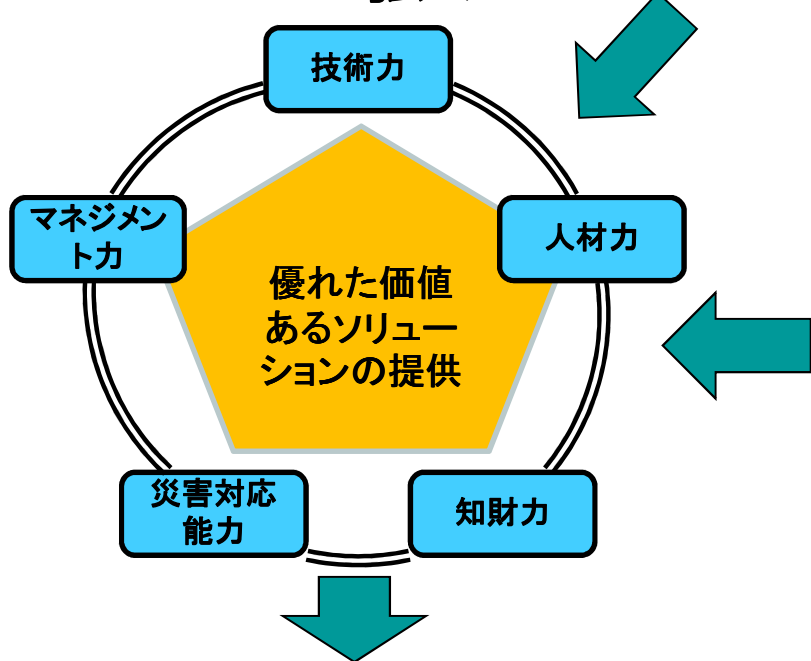 技術力
マネジメン
ト力
人材力
優れた価値
あるソリュー
ションの提供
災害対応
能力
知財力